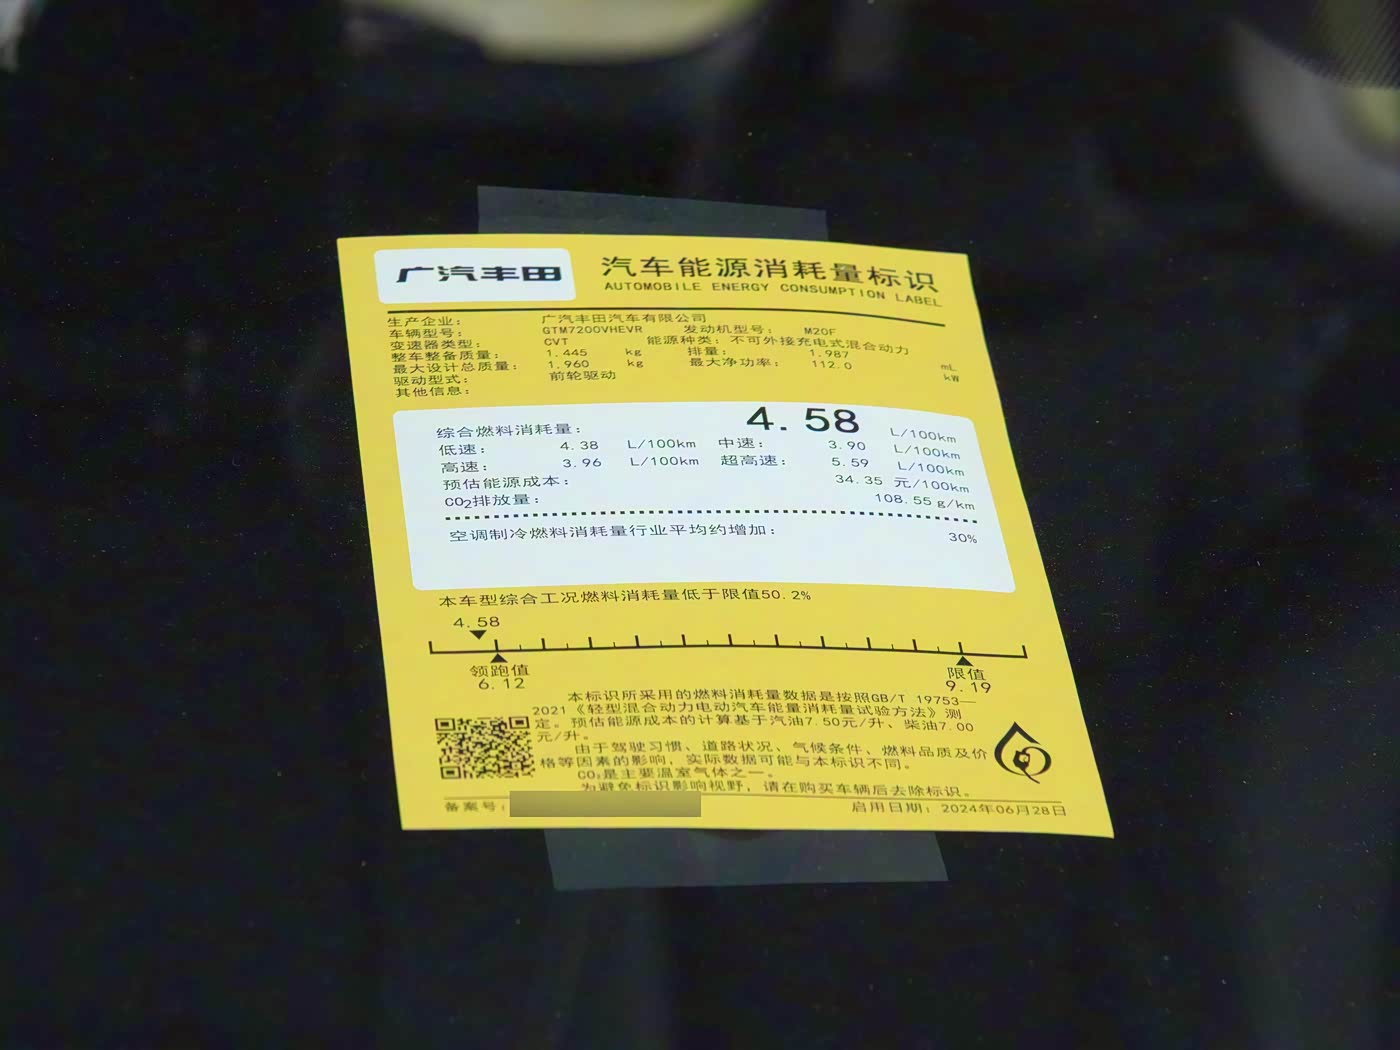 广汽丰田
汽车能源消耗量标识
AUTOMOBILE ENERGY CONSUMPTION LABEL
生产企业: 广汽丰田汽车有限公司
车辆型号: GTM7200VHEVR 发动机型号: M20F
变速器类型: CVT 能源种类: 不可外接充电式混合动力
整车整备质量: 1,445 kg 排量: 1,987 mL
最大设计总质量: 1,960 kg 最大净功率: 112.0 kW
驱动型式: 前轮驱动
其他信息:
综合燃料消耗量: 4.58 L/100km
低速: 4.38 L/100km 中速: 3.90 L/100km
高速: 3.96 L/100km 超高速: 5.59 L/100km
预估能源成本: 34.35 元/100km
CO2排放量: 108.55 g/km
空调制冷燃料消耗量行业平均约增加: 30%
本车型综合工况燃料消耗量低于限值50.2%
4.58
领跑值 限值
6.12 9.19
本标识所采用的燃料消耗量数据是按照GB/T 19753—
2021《轻型混合动力电动汽车能量消耗量试验方法》测
定。预估能源成本的计算基于汽油7.50元/升、柴油7.00
元/升。
由于驾驶习惯、道路状况、气候条件、燃料品质及价
格等因素的影响，实际数据可能与本标识不同。
CO₂是主要温室气体之一。
为避免标识影响视野，请在购买车辆后去除标识。
备案号: 启用日期: 2024年06月28日